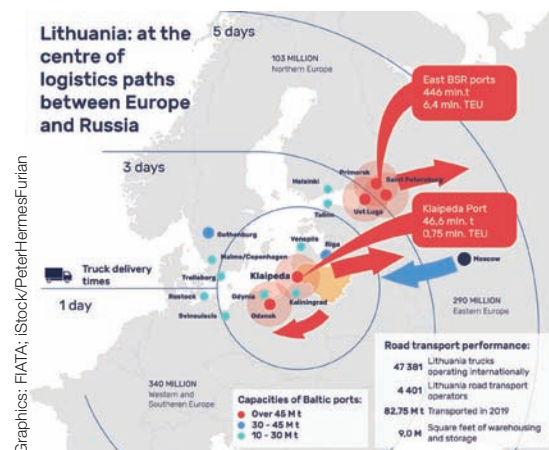 Lithuania: at the
centre of
logistics paths
between Europe
and Russia
5 days
103 MILLION
Northern Europe
East BSR ports
446 mln.t
6,4 mln. TEU
3 days
Primorsk
Saint Petersburg
Helsinki
Tallin
Ust Luga
Klaipeda Port
46,6 mln. t
0,75 mln. TEU
Gothenburg
Venspils
Riga
Malmo/Copenhagen
Moscow
Truck delivery
times
Trelleborg
Klaipeda
1 day
Rostock
Gdynia
Kaliningrad
Gdansk
Svinoulscie
290 MILLION
Eastern Europe
340 MILLION
Western and
Southeren Europe
Capacities of Baltic ports:
Over 45 M t
30 - 45 M t
10 - 30 M t
Road transport performance:
47 381 Lithuania trucks
operating internationally
4 401 Lithuania road transport
operators
82,75 M t Transported in 2019
9,0 M Square feet of warehousing
and storage
Graphics: FIATA; iStock/PeterHermesFurian